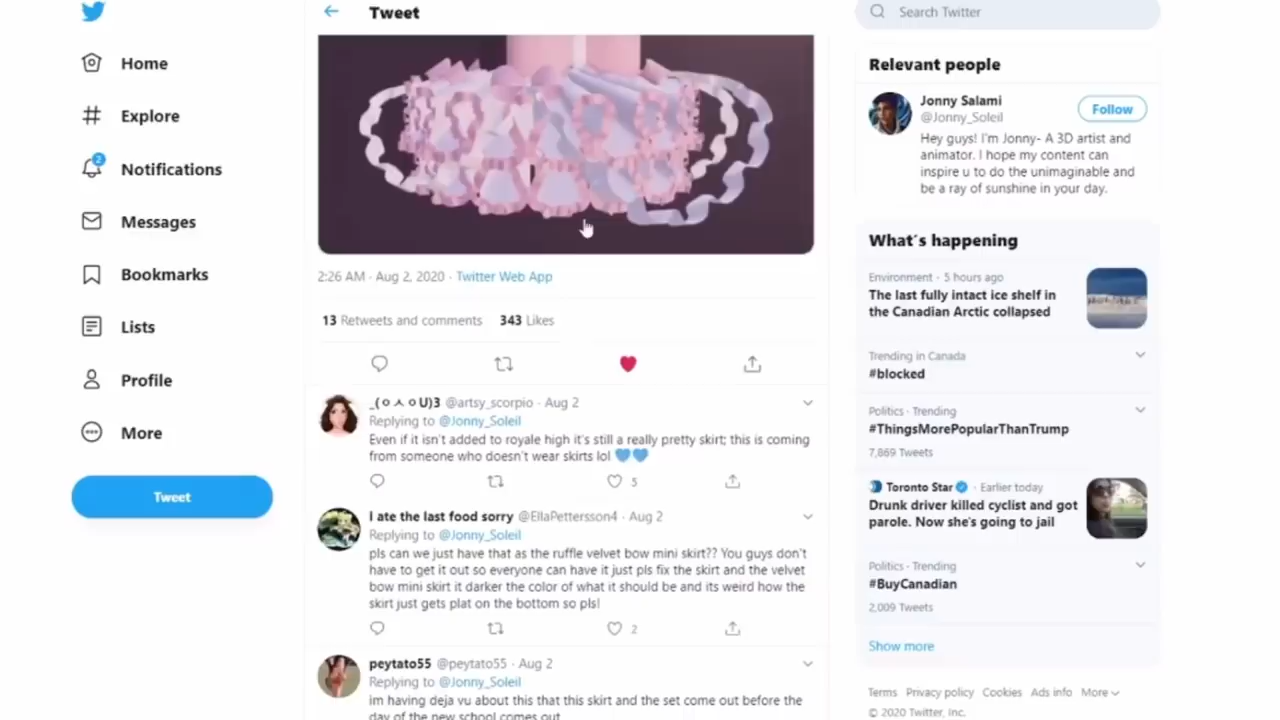 Home
Explore
2
Notifications
Messages
Bookmarks
Lists
Profile
More
Tweet
Tweet
2:26 AM · Aug 2, 2020 · Twitter Web App
13 Retweets and comments 343 Likes
_(ㅇㅅㅇU)3 @artsy_scorpio · Aug 2
Replying to @Jonny_Soleil
Even if it isn't added to royale high it's still a really pretty skirt; this is coming
from someone who doesn't wear skirts lol 💙💙
5
I ate the last food sorry @EllaPettersson4 · Aug 2
Replying to @Jonny_Soleil
pls can we just have that as the ruffle velvet bow mini skirt?? You guys don't
have to get it out so everyone can have it just pls fix the skirt and the velvet
bow mini skirt it darker the color of what it should be and its weird how the
skirt just gets plat on the bottom so pls!
2
peytato55 @peytato55 · Aug 2
Replying to @Jonny_Soleil
im having deja vu about this that this skirt and the set come out before the
day of the new school comes out
Search Twitter
Relevant people
Jonny Salami
@Jonny_Soleil
Follow
Hey guys! I'm Jonny- A 3D artist and
animator. I hope my content can
inspire u to do the unimaginable and
be a ray of sunshine in your day.
What's happening
Environment · 5 hours ago
The last fully intact ice shelf in
the Canadian Arctic collapsed
Trending in Canada
#blocked
Politics · Trending
#ThingsMorePopularThanTrump
7,869 Tweets
Toronto Star · Earlier today
Drunk driver killed cyclist and got
parole. Now she's going to jail
Politics · Trending
#BuyCanadian
2,009 Tweets
Show more
Terms Privacy policy Cookies Ads info More
© 2020 Twitter, Inc.